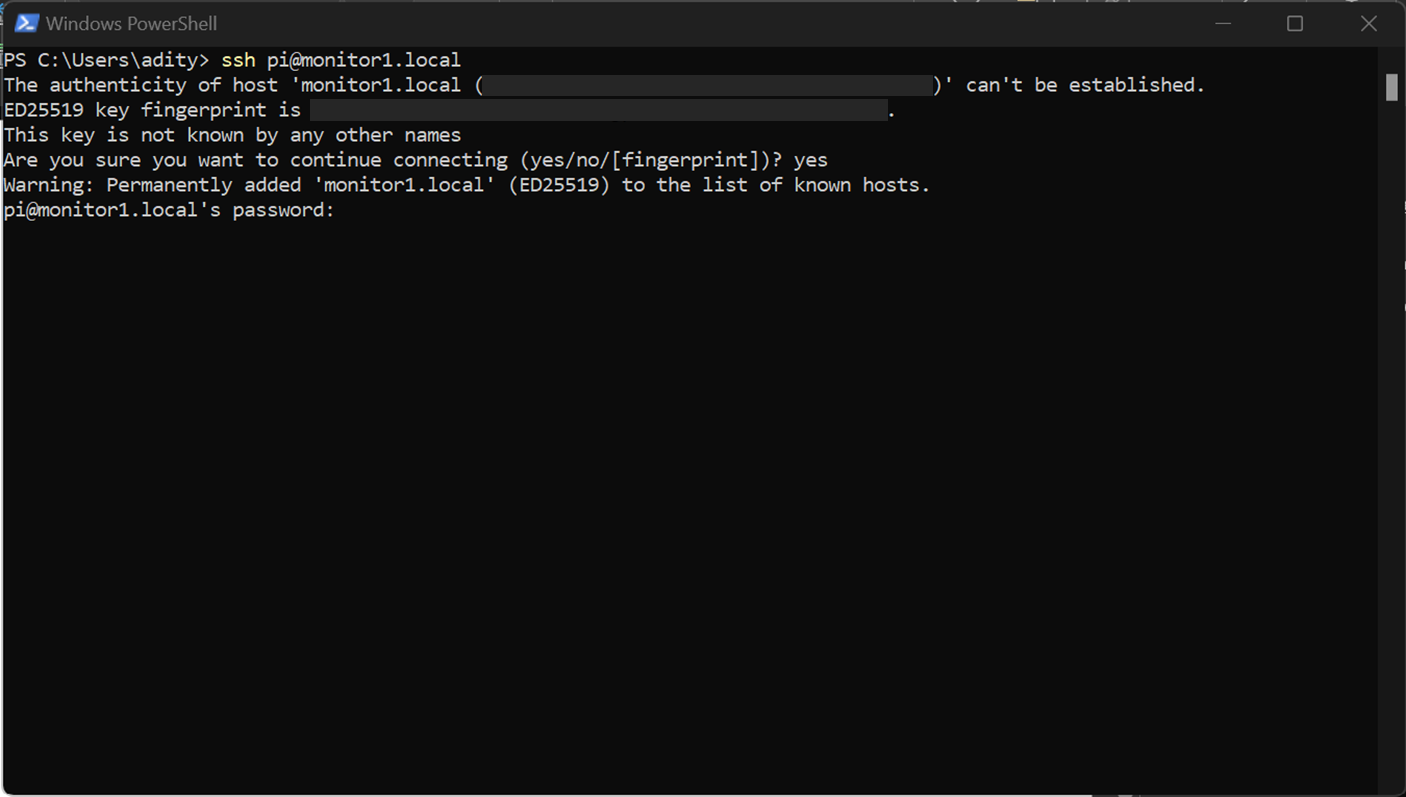 Windows PowerShell
PS C:\Users\adity> ssh pi@monitor1.local
The authenticity of host 'monitor1.local ( )' can't be established.
ED25519 key fingerprint is .
This key is not known by any other names
Are you sure you want to continue connecting (yes/no/[fingerprint])? yes
Warning: Permanently added 'monitor1.local' (ED25519) to the list of known hosts.
pi@monitor1.local's password: